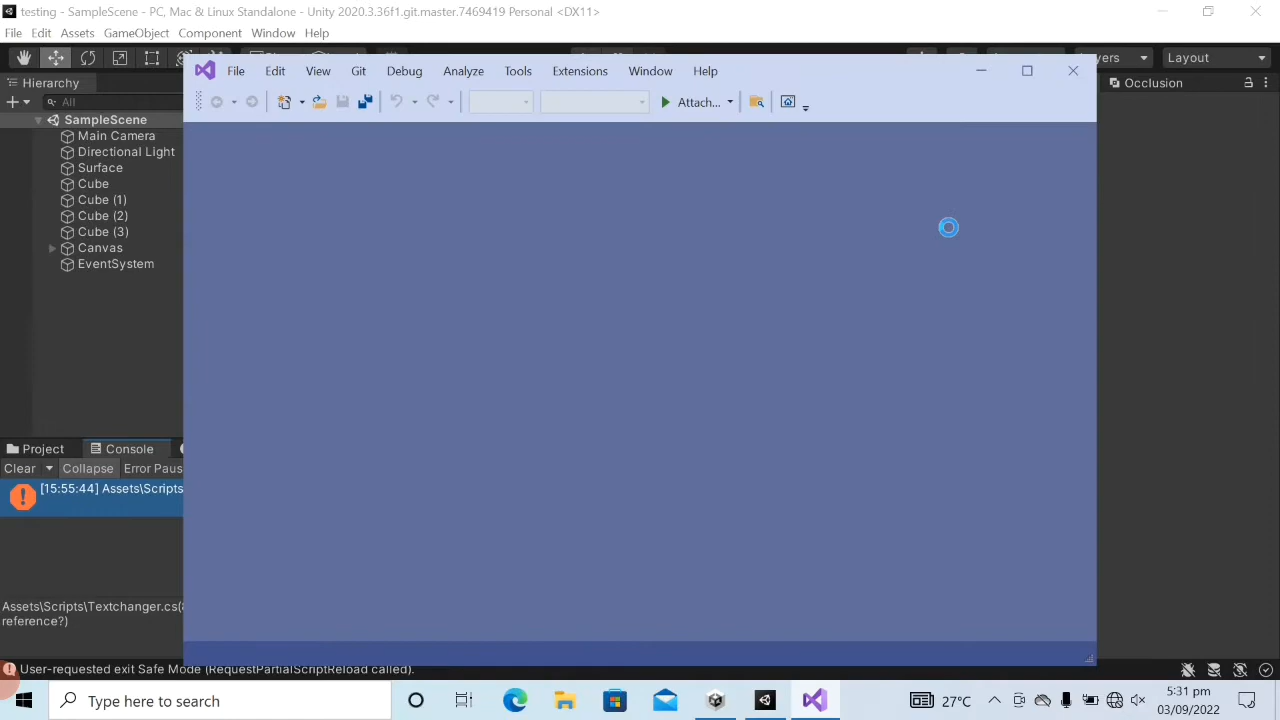 testing - SampleScene - PC, Mac & Linux Standalone - Unity 2020.3.36f1.git.master.7469419 Personal <DX11>
File Edit Assets GameObject Component Window Help
Layout
File Edit View Git Debug Analyze Tools Extensions Window Help
Hierarchy
Occlusion
All
Attach...
SampleScene
Main Camera
Directional Light
Surface
Cube
Cube (1)
Cube (2)
Cube (3)
Canvas
EventSystem
Project Console
Clear Collapse Error Paus
[15:55:44] Assets\Scripts
Assets\Scripts\Textchanger.cs(
reference?)
User-requested exit Safe Mode (RequestPartialScriptReload called).
Type here to search
27°C
5:31 pm
03/09/2022